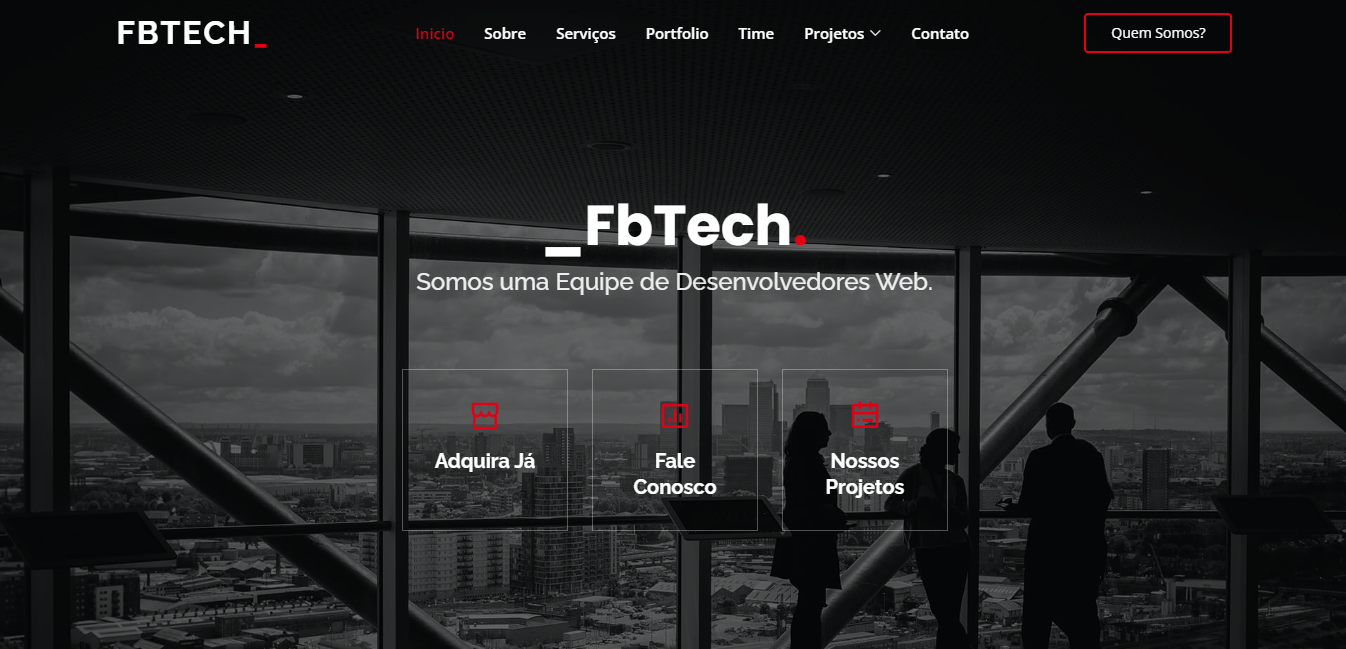 FBTECH_
Inicio Sobre Serviços Portfolio Time Projetos Contato
Quem Somos?
_FbTech.
Somos uma Equipe de Desenvolvedores Web.
Adquira Já
Fale
Conosco
Nossos
Projetos